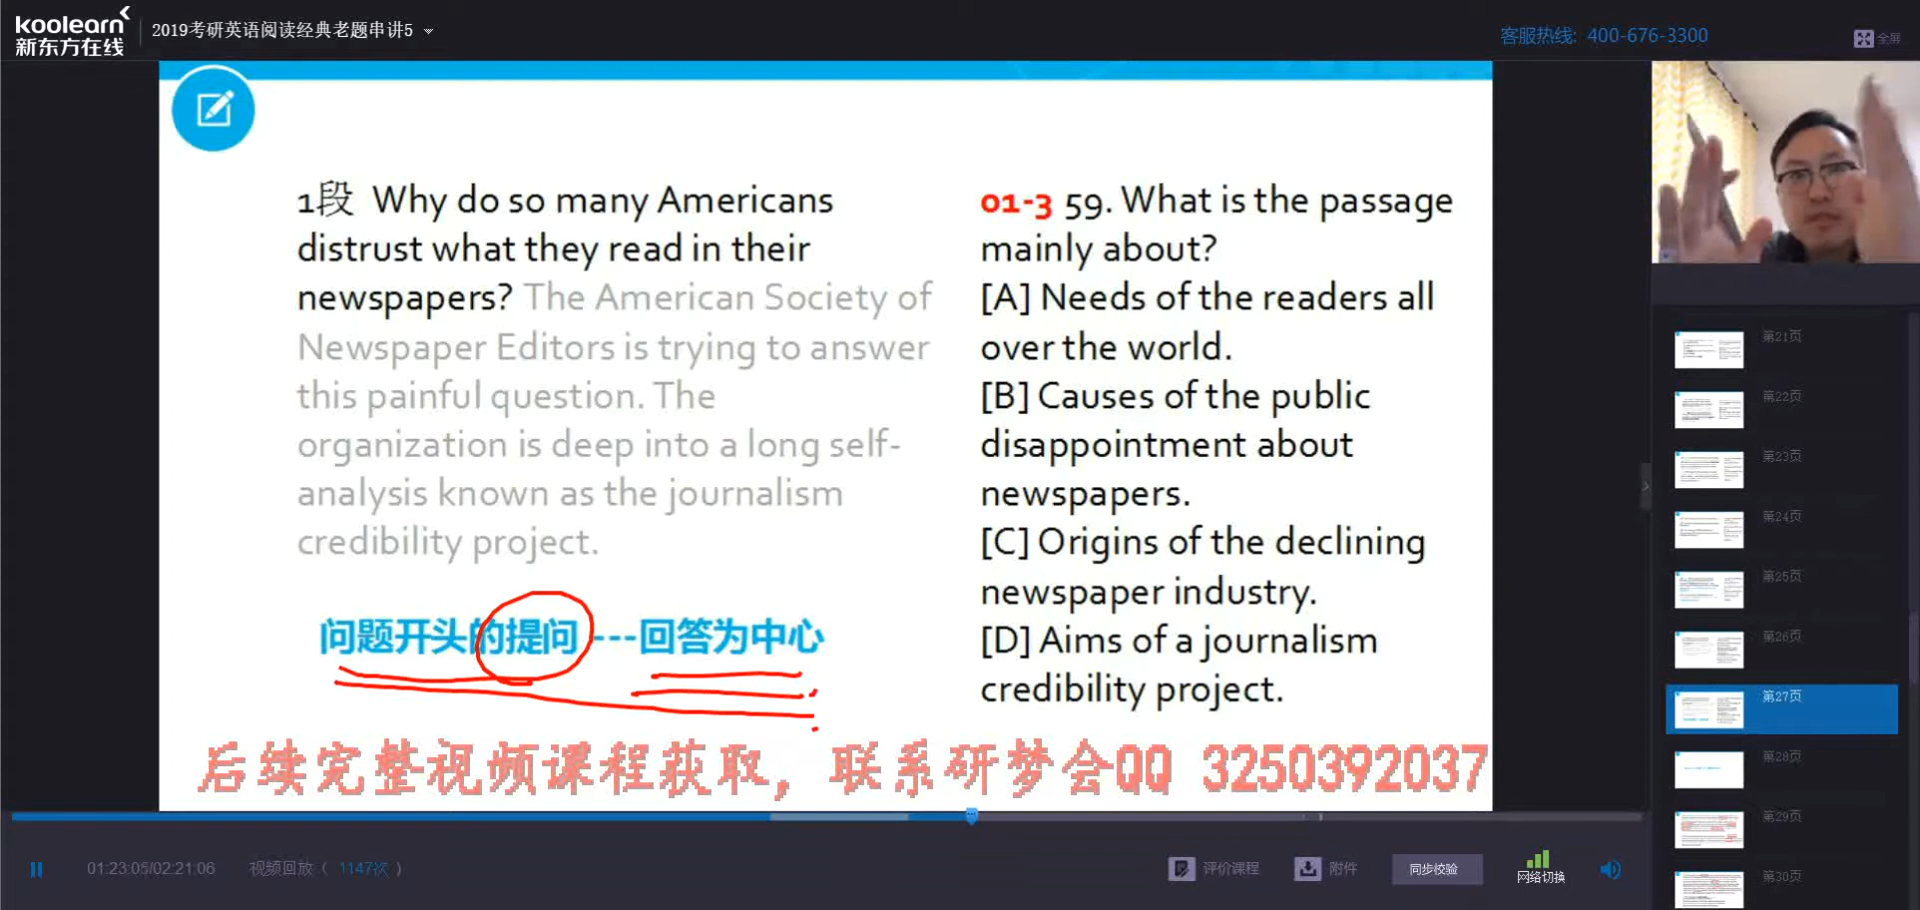 koolearn
新东方在线
2019考研英语阅读经典老题串讲5
客服热线: 400-676-3300
全屏
1段 Why do so many Americans
distrust what they read in their
newspapers? The American Society of
Newspaper Editors is trying to answer
this painful question. The
organization is deep into a long self-
analysis known as the journalism
credibility project.
问题开头的提问---回答为中心
01-3 59. What is the passage
mainly about?
[A] Needs of the readers all
over the world.
[B] Causes of the public
disappointment about
newspapers.
[C] Origins of the declining
newspaper industry.
[D] Aims of a journalism
credibility project.
后续完整视频课程获取，联系研梦会QQ 3250392037
第21页
第22页
第23页
第24页
第25页
第26页
第27页
第28页
第29页
第30页
01:23:05/02:21:06
视频回放（ 1147次 ）
评价课程
附件
同步校验
网络切换